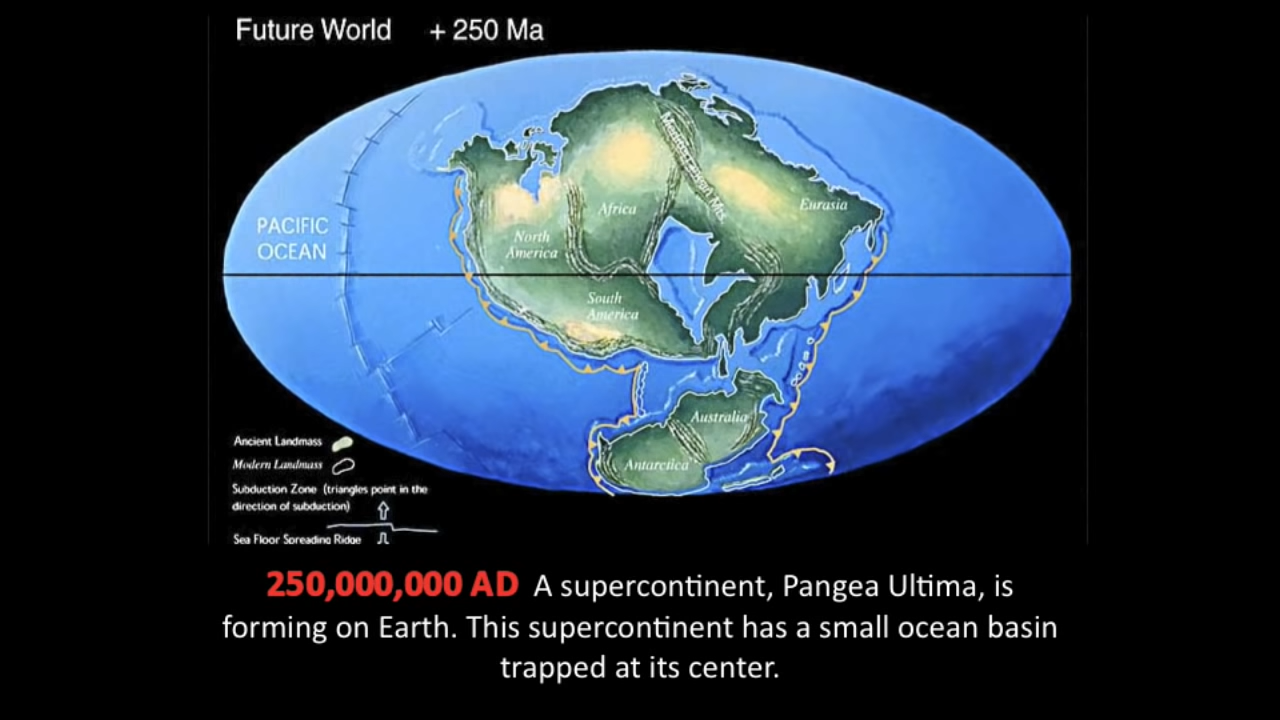 Future World + 250 Ma
Mediterranean Mts.
PACIFIC
OCEAN
Africa
Eurasia
North
America
South
America
Australia
Antarctica
Ancient Landmass
Modern Landmass
Subduction Zone (triangles point in the
direction of subduction)
Sea Floor Spreading Ridge
250,000,000 AD A supercontinent, Pangea Ultima, is
forming on Earth. This supercontinent has a small ocean basin
trapped at its center.